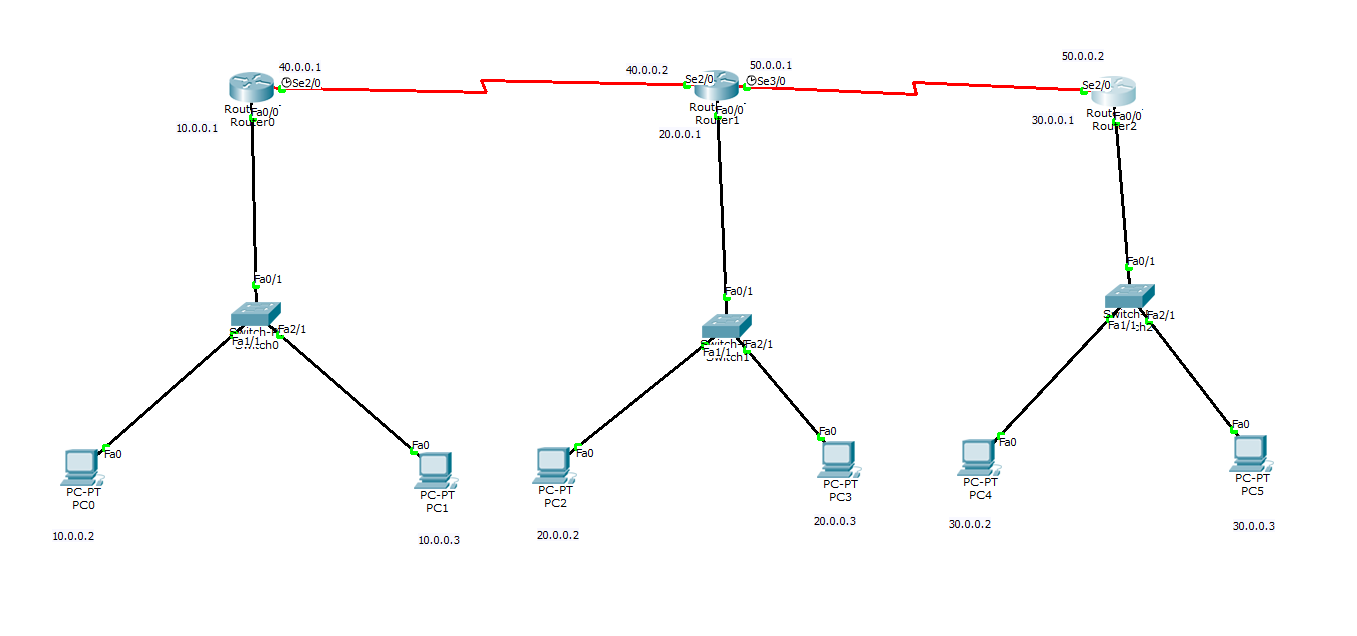 50.0.0.2
40.0.0.1
40.0.0.2
50.0.0.1
Se2/0
Se2/0
Se3/0
Se2/0
Fa0/0
Router0
10.0.0.1
Fa0/0
Router1
20.0.0.1
Fa0/0
Router2
30.0.0.1
Fa0/1
Fa0/1
Fa0/1
Fa2/1
Fa1/1
Fa2/1
Fa1/1
Fa2/1
Fa1/1
Fa0
Fa0
Fa0
Fa0
Fa0
Fa0
PC-PT
PC0
PC-PT
PC1
PC-PT
PC2
PC-PT
PC3
PC-PT
PC4
PC-PT
PC5
10.0.0.2
10.0.0.3
20.0.0.2
20.0.0.3
30.0.0.2
30.0.0.3